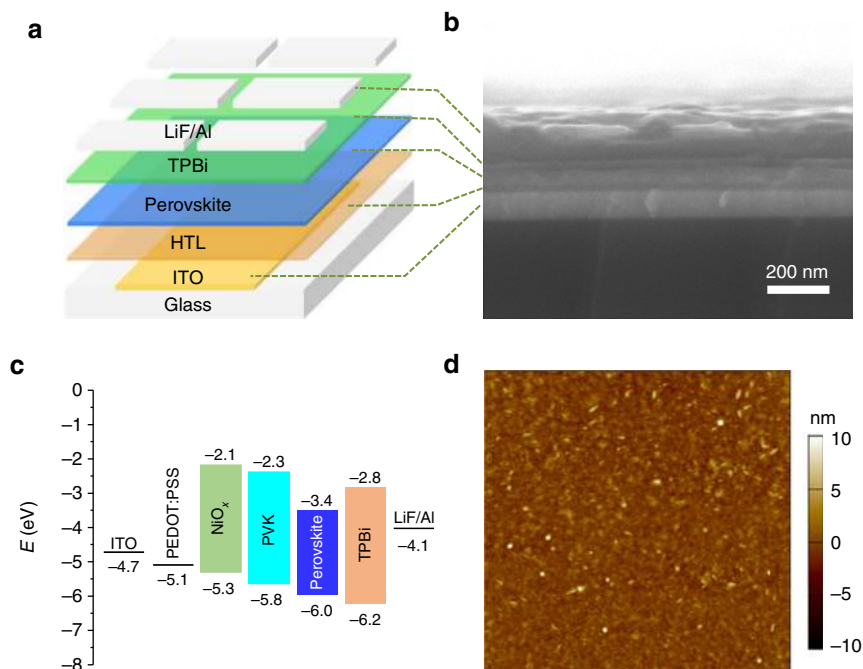 a
LiF/Al
TPBi
Perovskite
HTL
ITO
Glass
b
200 nm
c
E (eV)
0
–1
–2
–3
–4
–5
–6
–7
–8
ITO
–4.7
PEDOT:PSS
–5.1
–2.1
NiOₓ
–5.3
–2.3
PVK
–5.8
–3.4
Perovskite
–6.0
–2.8
TPBi
–6.2
LiF/Al
–4.1
d
nm
10
5
0
–5
–10